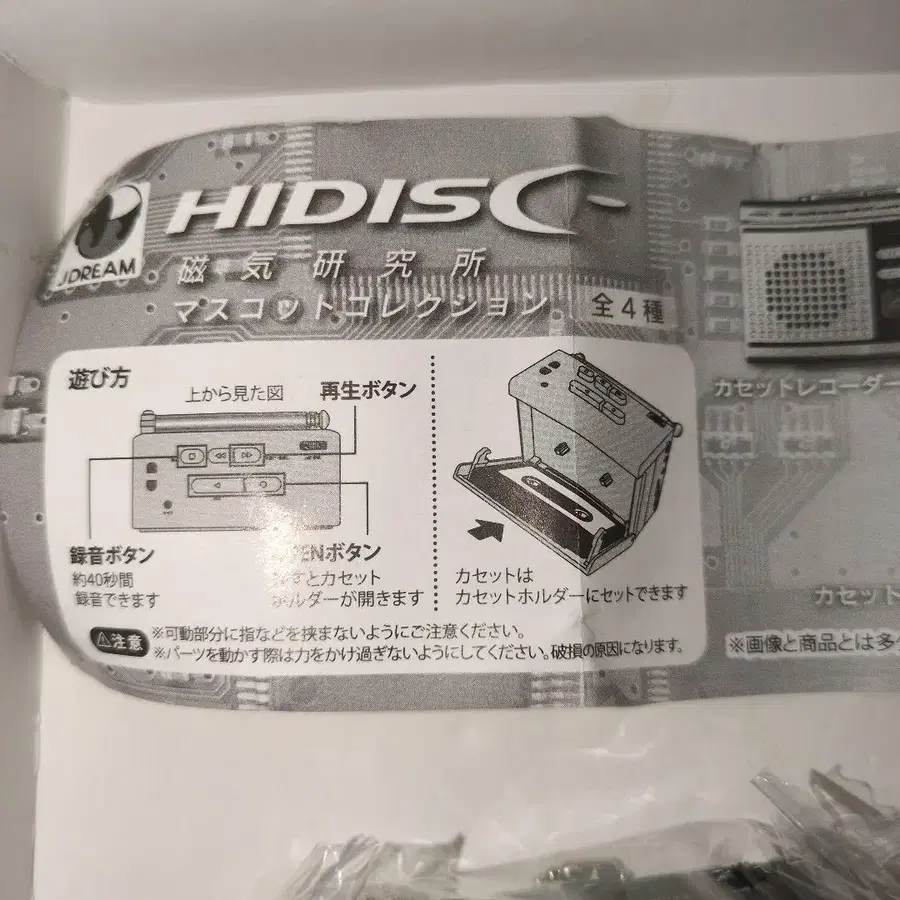 JDREAM
HIDISC
磁気研究所
マスコットコレクション 全4種
遊び方
上から見た図
再生ボタン
録音ボタン
約40秒間
録音できます
ENボタン
すとカセット
ルダーが開きます
カセットは
カセットホルダーにセットできます
注意
※可動部分に指などを挟まないようにご注意ください。
※パーツを動かす際は力をかけ過ぎないようにしてください。破損の原因になります。
カセットレコーダー
カセット
※画像と商品とは多